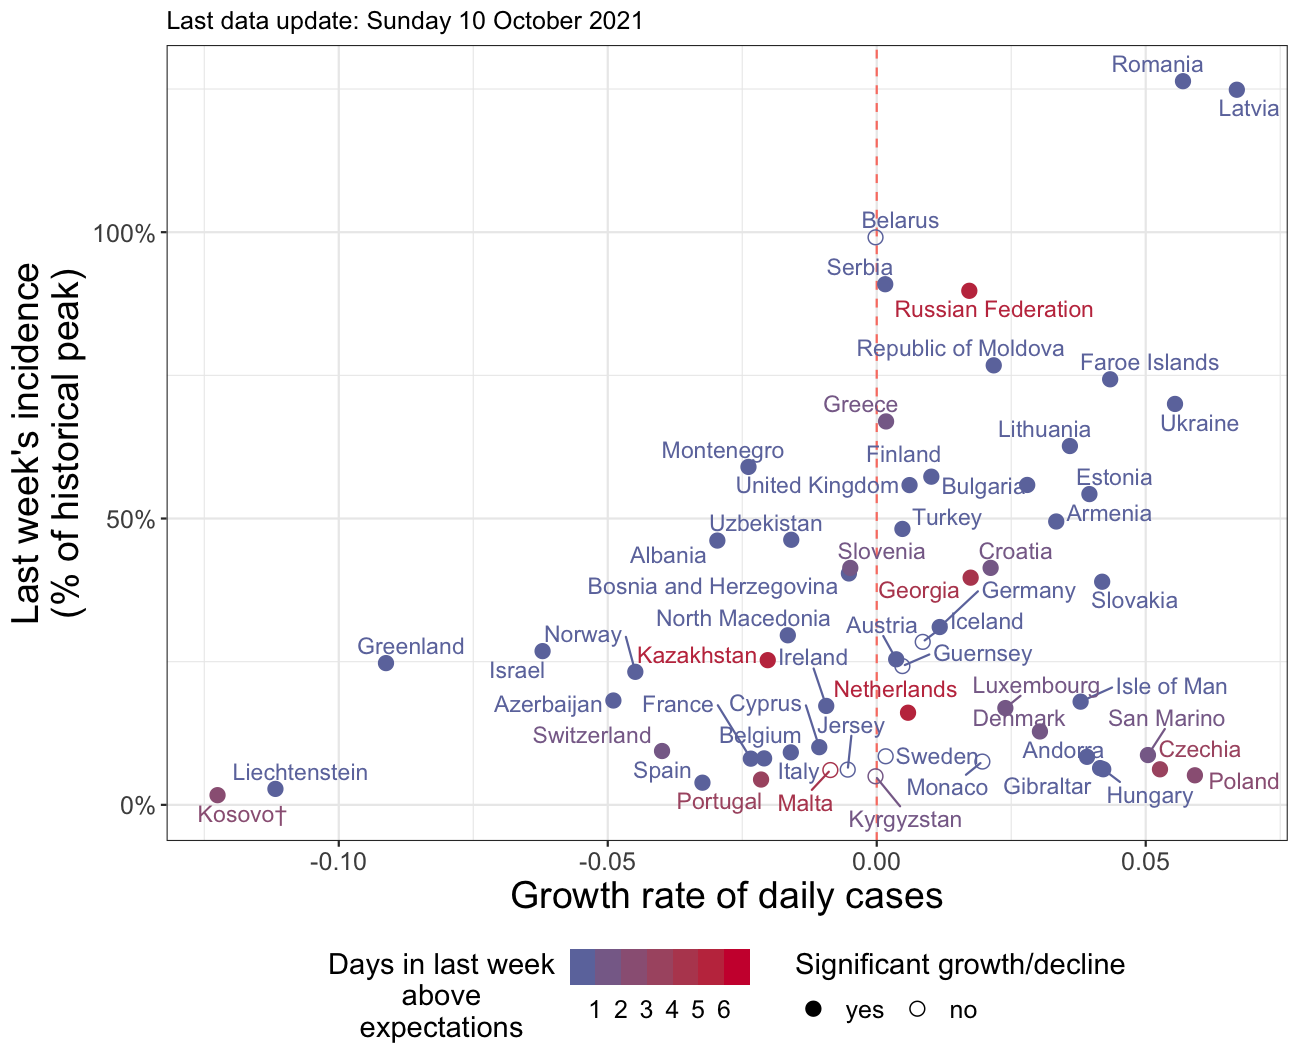 Last data update: Sunday 10 October 2021
Last week's incidence
(% of historical peak)
Romania
Latvia
100%
Belarus
Serbia
Russian Federation
Republic of Moldova
Faroe Islands
Greece
Ukraine
Lithuania
Montenegro
Finland
United Kingdom
Bulgaria
Estonia
50%
Uzbekistan
Turkey
Armenia
Albania
Slovenia
Croatia
Bosnia and Herzegovina
Georgia
Germany
Slovakia
North Macedonia
Austria
Iceland
Norway
Greenland
Kazakhstan
Ireland
Guernsey
Israel
Netherlands
Luxembourg
Isle of Man
Azerbaijan
France
Cyprus
Denmark
San Marino
Jersey
Switzerland
Belgium
Andorra
Czechia
Sweden
Liechtenstein
Spain
Italy
Monaco
Gibraltar
Hungary
Poland
0%
Kosovo†
Portugal
Malta
Kyrgyzstan
-0.10
-0.05
0.00
0.05
Growth rate of daily cases
Days in last week
above
expectations
1 2 3 4 5 6
Significant growth/decline
yes
no